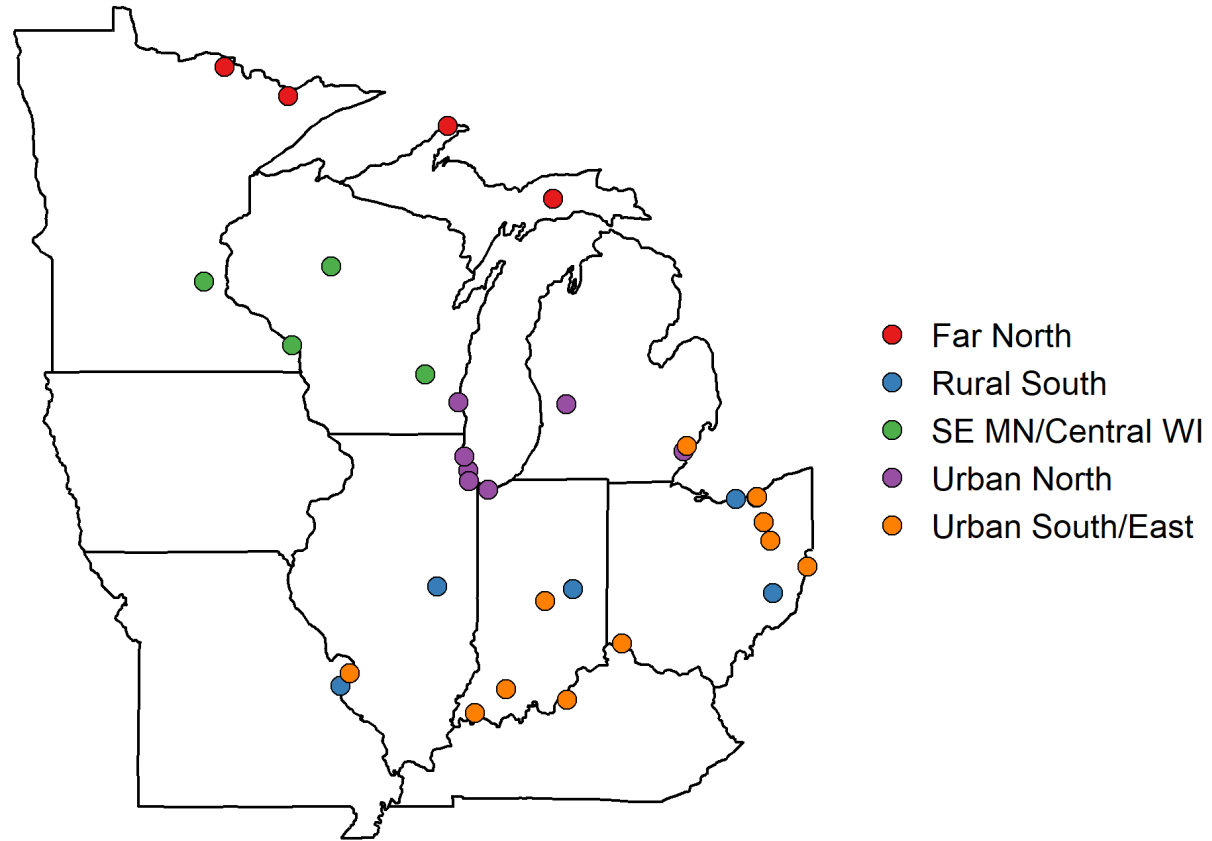 Far North
Rural South
SE MN/Central WI
Urban North
Urban South/East